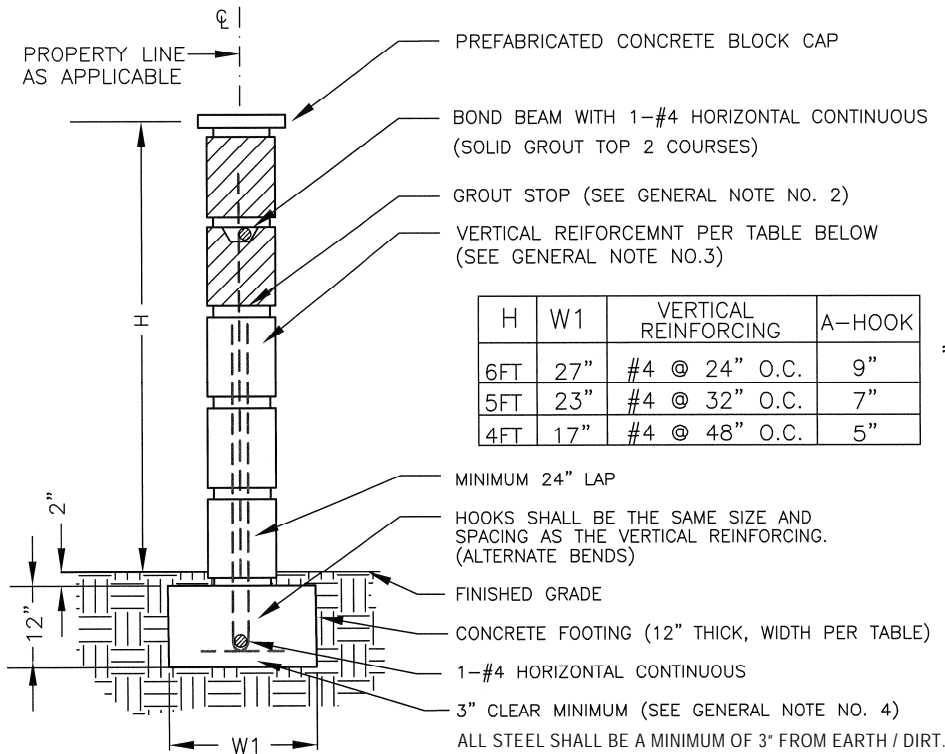 ℄
PROPERTY LINE
AS APPLICABLE
PREFABRICATED CONCRETE BLOCK CAP
BOND BEAM WITH 1-#4 HORIZONTAL CONTINUOUS
(SOLID GROUT TOP 2 COURSES)
GROUT STOP (SEE GENERAL NOTE NO. 2)
VERTICAL REIFORCEMNT PER TABLE BELOW
(SEE GENERAL NOTE NO.3)
H W1 VERTICAL REINFORCING A-HOOK
6FT 27" #4 @ 24" O.C. 9"
5FT 23" #4 @ 32" O.C. 7"
4FT 17" #4 @ 48" O.C. 5"
H
MINIMUM 24" LAP
2"
HOOKS SHALL BE THE SAME SIZE AND
SPACING AS THE VERTICAL REINFORCING.
(ALTERNATE BENDS)
FINISHED GRADE
12"
CONCRETE FOOTING (12" THICK, WIDTH PER TABLE)
1-#4 HORIZONTAL CONTINUOUS
3" CLEAR MINIMUM (SEE GENERAL NOTE NO. 4)
W1
ALL STEEL SHALL BE A MINIMUM OF 3" FROM EARTH / DIRT.